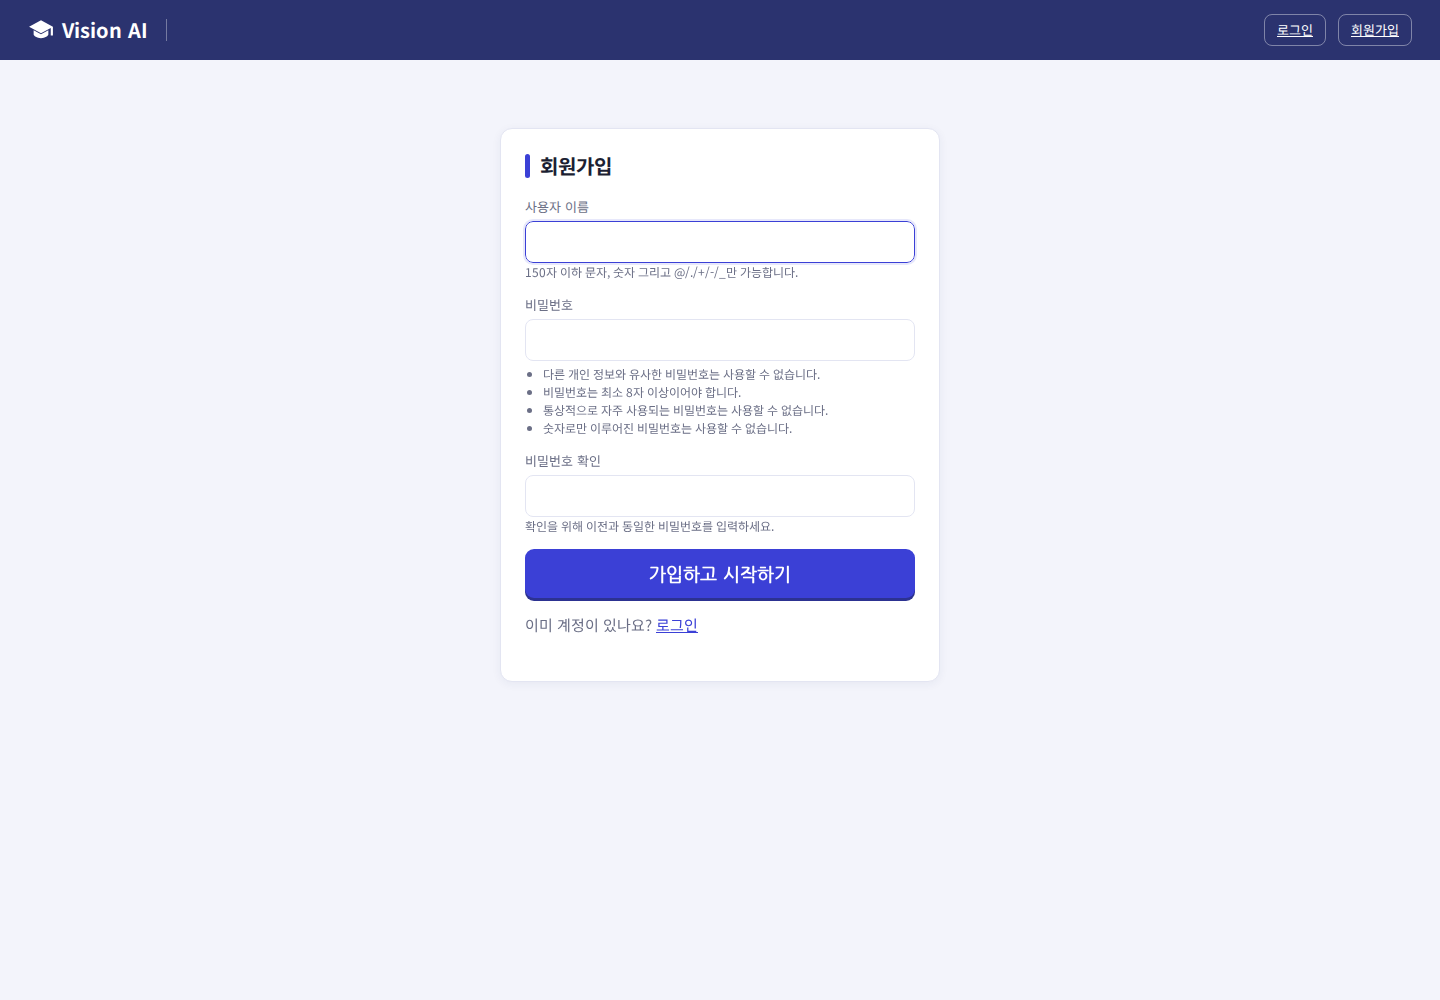 Vision AI
로그인
회원가입
회원가입
사용자 이름
150자 이하 문자, 숫자 그리고 @/./+/-/_만 가능합니다.
비밀번호
다른 개인 정보와 유사한 비밀번호는 사용할 수 없습니다.
비밀번호는 최소 8자 이상이어야 합니다.
통상적으로 자주 사용되는 비밀번호는 사용할 수 없습니다.
숫자로만 이루어진 비밀번호는 사용할 수 없습니다.
비밀번호 확인
확인을 위해 이전과 동일한 비밀번호를 입력하세요.
가입하고 시작하기
이미 계정이 있나요? 로그인